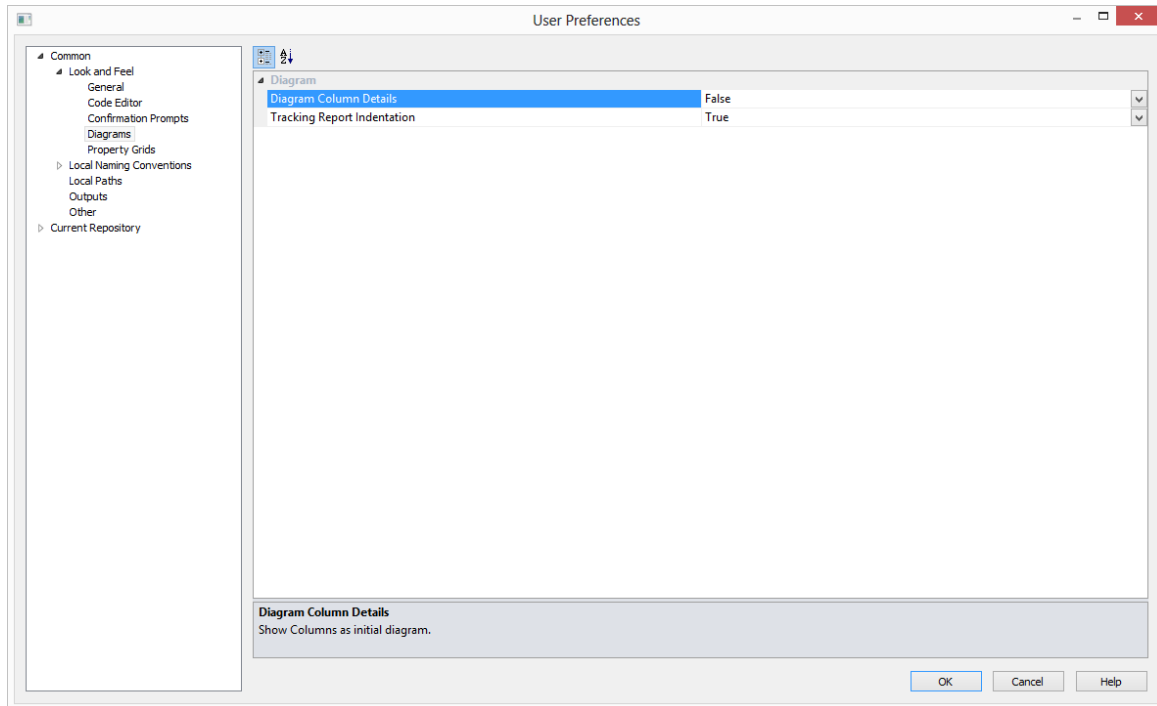 User Preferences
Common
Look and Feel
General
Code Editor
Confirmation Prompts
Diagrams
Property Grids
Local Naming Conventions
Local Paths
Outputs
Other
Current Repository
Diagram
Diagram Column Details False
Tracking Report Indentation True
Diagram Column Details
Show Columns as initial diagram.
OK Cancel Help